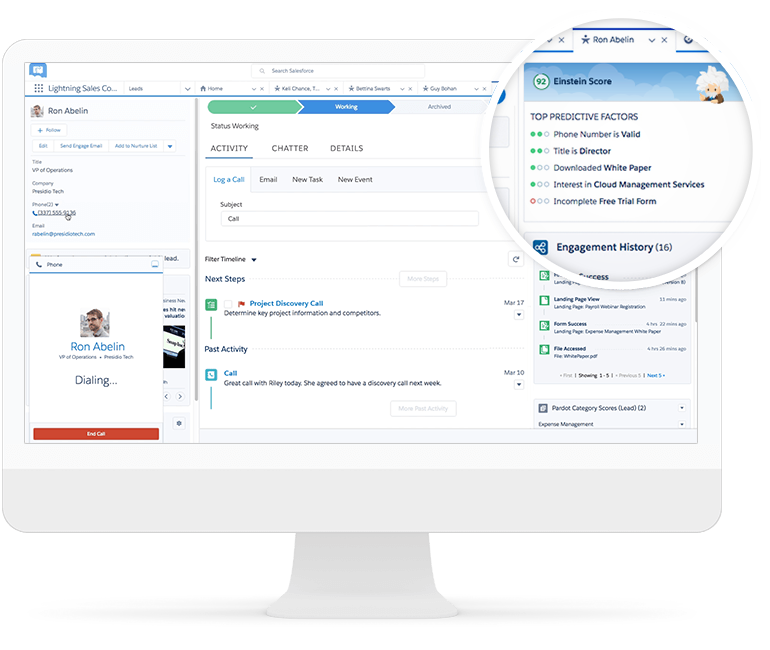 Search Salesforce
Lightning Sales Co...
Leads
Home
Keli Chance, T...
Bettina Swarts
Guy Bohan
Ron Abelin
Ron Abelin
+ Follow
Edit
Send Engage Email
Add to Nurture List
Title
VP of Operations
Company
Presidio Tech
Phone(2)
(337) 555-9136
Email
rabelin@presidiotech.com
lead.
Phone
Ron Abelin
VP of Operations • Presidio Tech
Dialing...
End Call
Working
Archived
Status Working
ACTIVITY
CHATTER
DETAILS
Log a Call
Email
New Task
New Event
Subject
Call
Filter Timeline
Next Steps
More Steps
Project Discovery Call
Mar 17
Determine key project information and competitors.
Past Activity
Call
Mar 10
Great call with Riley today. She agreed to have a discovery call next week.
More Past Activity
92
Einstein Score
TOP PREDICTIVE FACTORS
Phone Number is Valid
Title is Director
Downloaded White Paper
Interest in Cloud Management Services
Incomplete Free Trial Form
Engagement History (16)
Success
Landing Page View
11 mins ago
Landing Page: Payroll Webinar Registration
Form Success
4 hrs 22 mins ago
Landing Page: Expense Management White Paper
File Accessed
4 hrs 26 mins ago
File: WhitePaper.pdf
« First | Showing 1 - 5 | « Previous 5 | Next 5 »
Pardot Category Scores (Lead) (2)
Expense Management